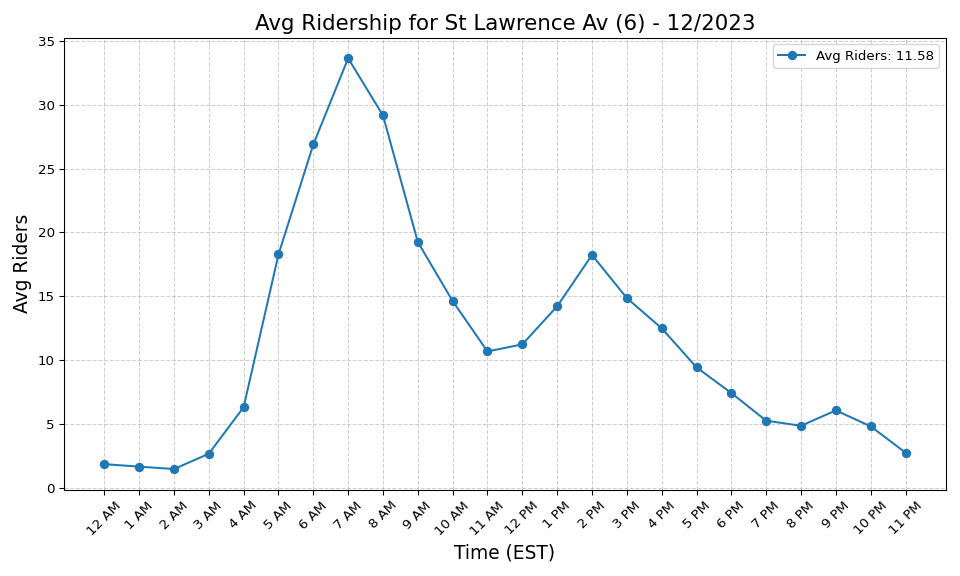 Avg Ridership for St Lawrence Av (6) - 12/2023
Avg Riders: 11.58
Avg Riders
35
30
25
20
15
10
5
0
12 AM
1 AM
2 AM
3 AM
4 AM
5 AM
6 AM
7 AM
8 AM
9 AM
10 AM
11 AM
12 PM
1 PM
2 PM
3 PM
4 PM
5 PM
6 PM
7 PM
8 PM
9 PM
10 PM
11 PM
Time (EST)